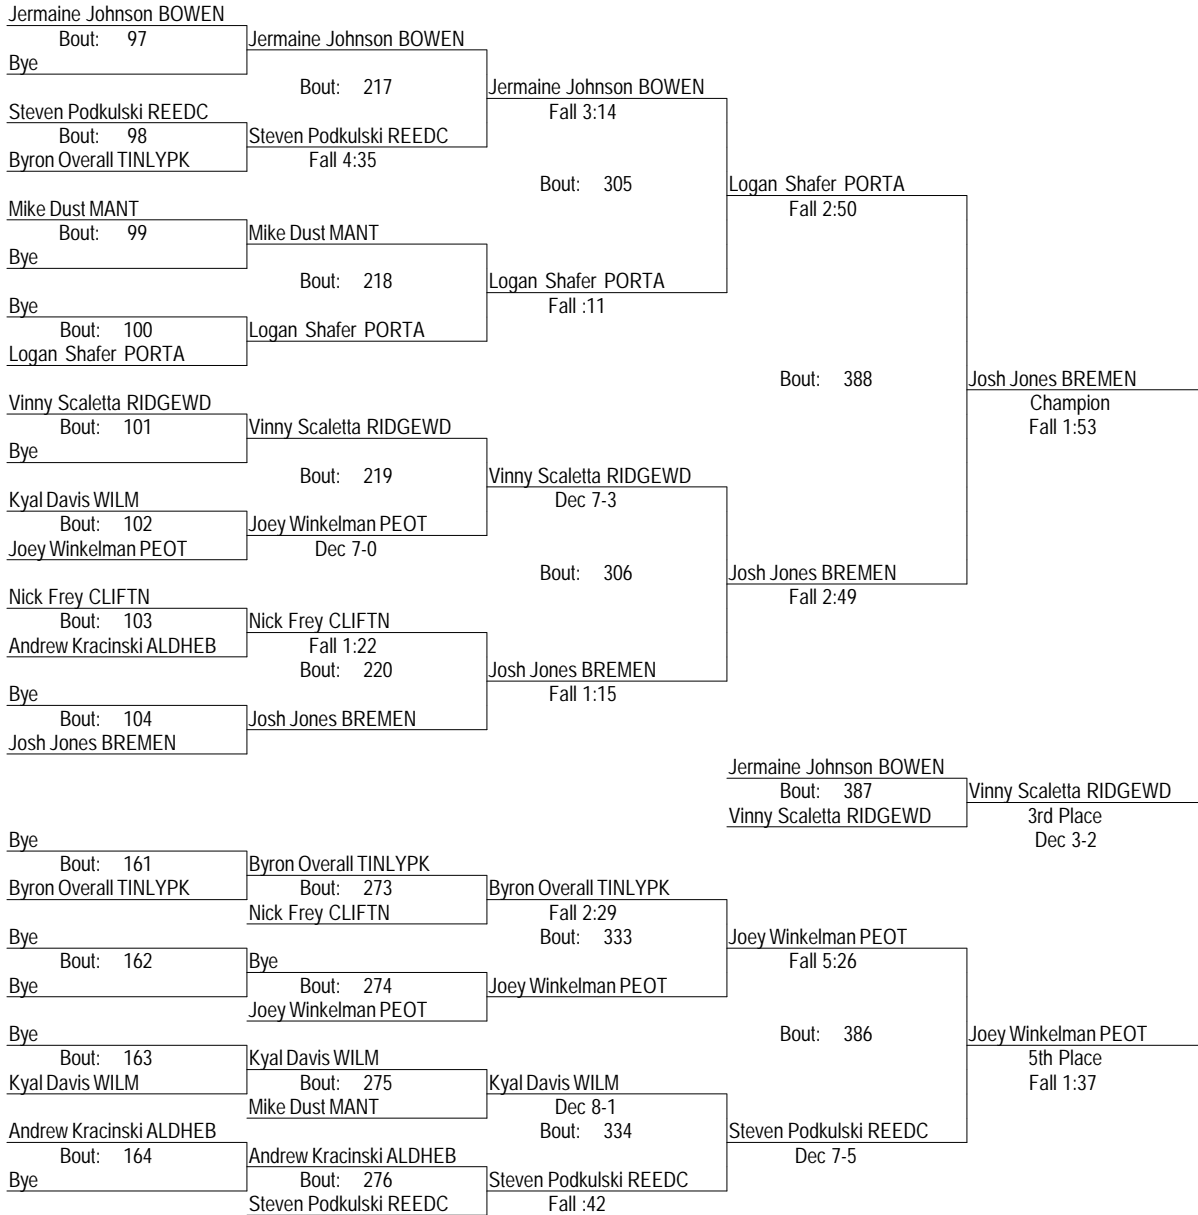 Jermaine Johnson BOWEN
Bout: 97
Jermaine Johnson BOWEN
Bye
Bout: 217
Jermaine Johnson BOWEN
Fall 3:14
Steven Podkulski REEDC
Bout: 98
Steven Podkulski REEDC
Byron Overall TINLYPK
Fall 4:35
Bout: 305
Logan Shafer PORTA
Fall 2:50
Mike Dust MANT
Bout: 99
Mike Dust MANT
Bye
Bout: 218
Logan Shafer PORTA
Fall :11
Bye
Bout: 100
Logan Shafer PORTA
Logan Shafer PORTA
Bout: 388
Josh Jones BREMEN
Champion
Fall 1:53
Vinny Scaletta RIDGEWD
Bout: 101
Vinny Scaletta RIDGEWD
Bye
Bout: 219
Vinny Scaletta RIDGEWD
Dec 7-3
Kyal Davis WILM
Bout: 102
Joey Winkelman PEOT
Joey Winkelman PEOT
Dec 7-0
Bout: 306
Josh Jones BREMEN
Fall 2:49
Nick Frey CLIFTN
Bout: 103
Nick Frey CLIFTN
Andrew Kracinski ALDHEB
Fall 1:22
Bout: 220
Josh Jones BREMEN
Fall 1:15
Bye
Bout: 104
Josh Jones BREMEN
Josh Jones BREMEN
Jermaine Johnson BOWEN
Bout: 387
Vinny Scaletta RIDGEWD
Vinny Scaletta RIDGEWD
3rd Place
Dec 3-2
Bye
Bout: 161
Byron Overall TINLYPK
Byron Overall TINLYPK
Bout: 273
Byron Overall TINLYPK
Nick Frey CLIFTN
Fall 2:29
Bout: 333
Joey Winkelman PEOT
Fall 5:26
Bye
Bout: 162
Bye
Bye
Bout: 274
Joey Winkelman PEOT
Joey Winkelman PEOT
Bout: 386
Joey Winkelman PEOT
5th Place
Fall 1:37
Bye
Bout: 163
Kyal Davis WILM
Kyal Davis WILM
Bout: 275
Kyal Davis WILM
Mike Dust MANT
Dec 8-1
Bout: 334
Steven Podkulski REEDC
Dec 7-5
Andrew Kracinski ALDHEB
Bout: 164
Andrew Kracinski ALDHEB
Bye
Bout: 276
Steven Podkulski REEDC
Steven Podkulski REEDC
Fall :42